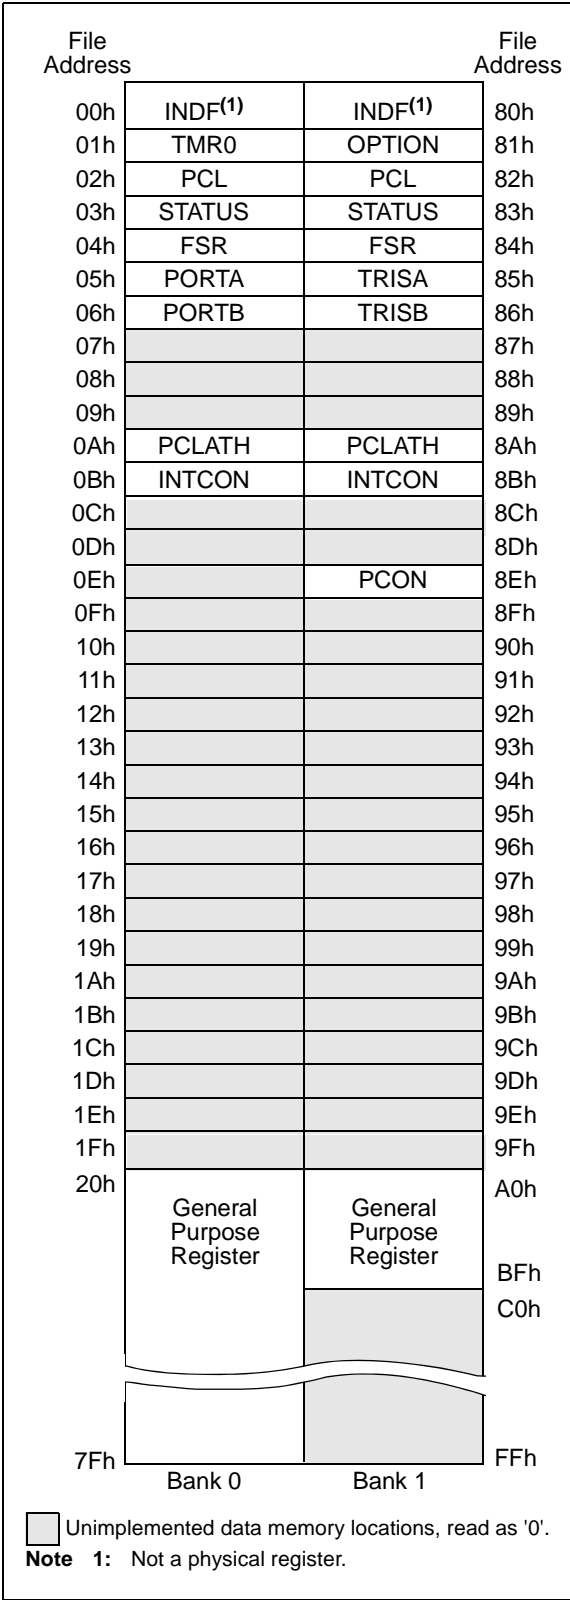 File Address File Address
00h INDF(1) INDF(1) 80h
01h TMR0 OPTION 81h
02h PCL PCL 82h
03h STATUS STATUS 83h
04h FSR FSR 84h
05h PORTA TRISA 85h
06h PORTB TRISB 86h
07h 87h
08h 88h
09h 89h
0Ah PCLATH PCLATH 8Ah
0Bh INTCON INTCON 8Bh
0Ch 8Ch
0Dh 8Dh
0Eh PCON 8Eh
0Fh 8Fh
10h 90h
11h 91h
12h 92h
13h 93h
14h 94h
15h 95h
16h 96h
17h 97h
18h 98h
19h 99h
1Ah 9Ah
1Bh 9Bh
1Ch 9Ch
1Dh 9Dh
1Eh 9Eh
1Fh 9Fh
20h A0h
General General
Purpose Purpose
Register Register
BFh
C0h
7Fh FFh
Bank 0 Bank 1
Unimplemented data memory locations, read as '0'.
Note 1: Not a physical register.